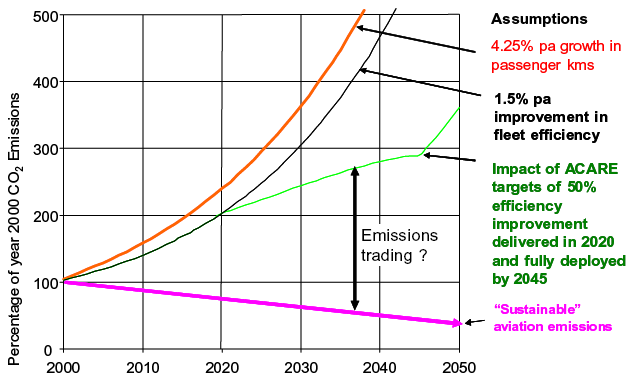 Assumptions
4.25% pa growth in
passenger kms
1.5% pa
improvement in
fleet efficiency
Impact of ACARE
targets of 50%
efficiency
improvement
delivered in 2020
and fully deployed
by 2045
"Sustainable"
aviation emissions
Emissions
trading ?
Percentage of year 2000 CO2 Emissions
500
400
300
200
100
0
2000 2010 2020 2030 2040 2050